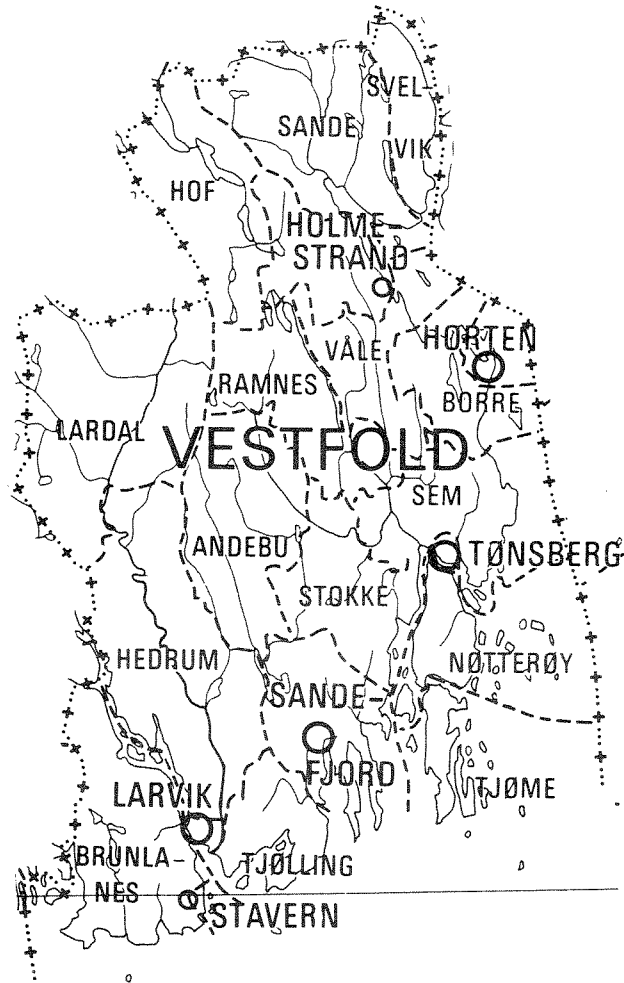 SVEL-
SANDE
VIK
HOF
HOLME
STRAND
HORTEN
VÅLE
RAMNES
BORRE
LARDAL
VESTFOLD
SEM
ANDEBU
TØNSBERG
STOKKE
HEDRUM
NØTTERØY
SANDE-
FJORD
TJØME
LARVIK
BRUNLA-
NES
TJØLLING
STAVERN